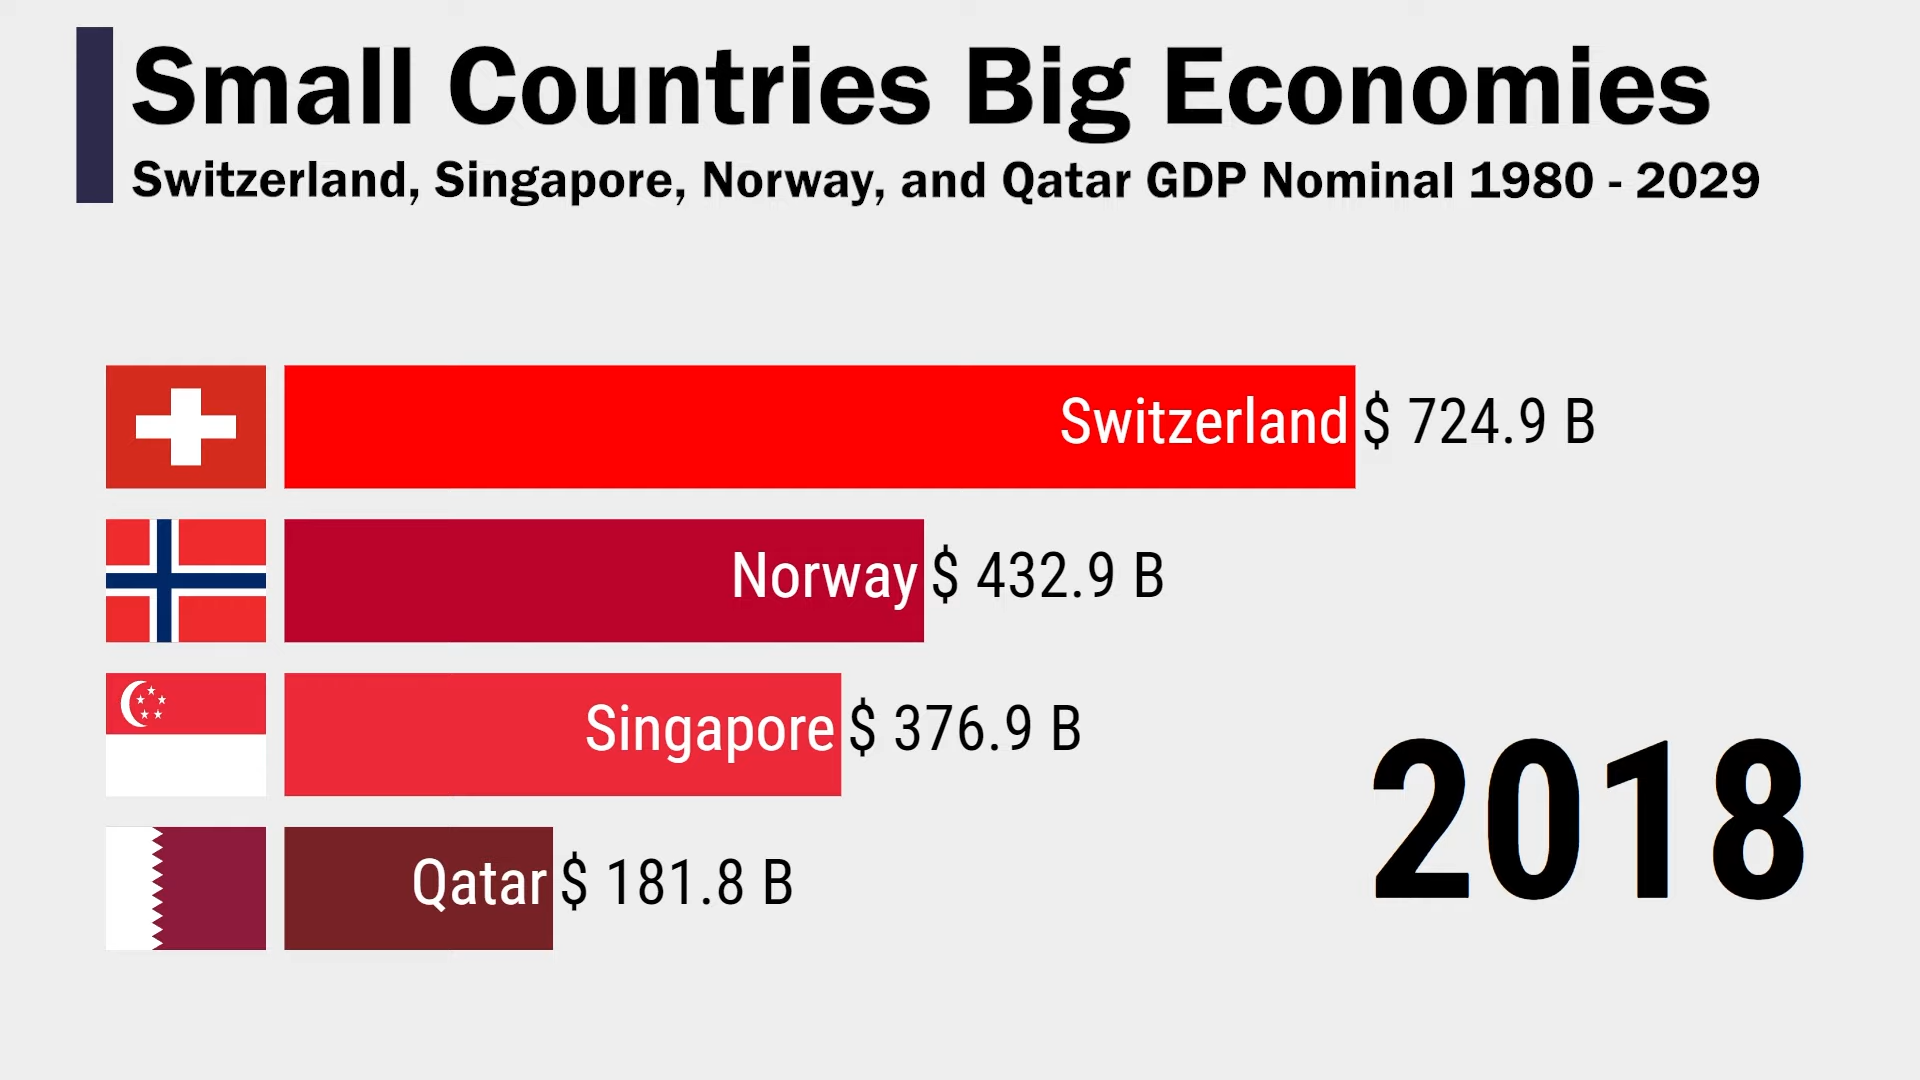 Small Countries Big Economies
Switzerland, Singapore, Norway, and Qatar GDP Nominal 1980 - 2029
Switzerland $ 724.9 B
Norway $ 432.9 B
Singapore $ 376.9 B
Qatar $ 181.8 B
2018